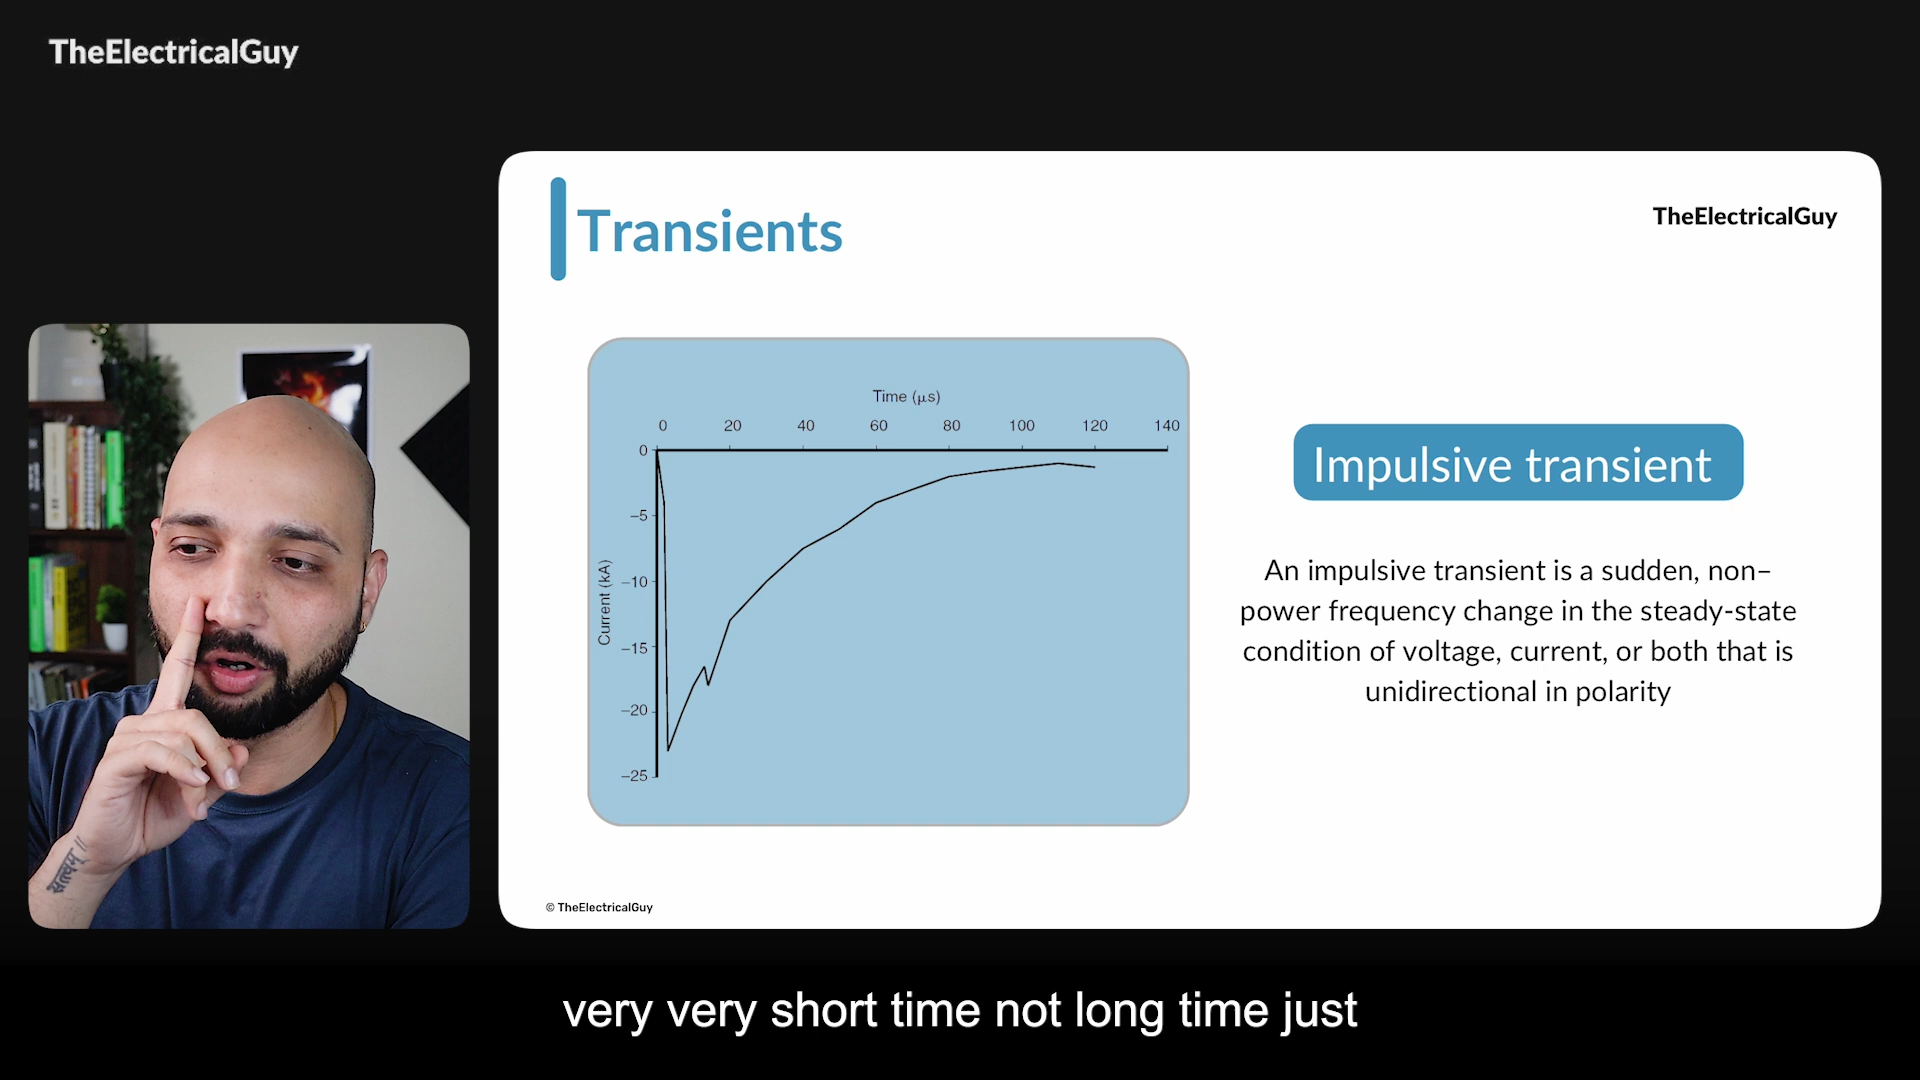 TheElectricalGuy
Transients
TheElectricalGuy
Time (μs)
0 20 40 60 80 100 120 140
0
−5
−10
−15
−20
−25
Current (kA)
Impulsive transient
An impulsive transient is a sudden, non–
power frequency change in the steady-state
condition of voltage, current, or both that is
unidirectional in polarity
सत्वम् ॥
© TheElectricalGuy
very very short time not long time just